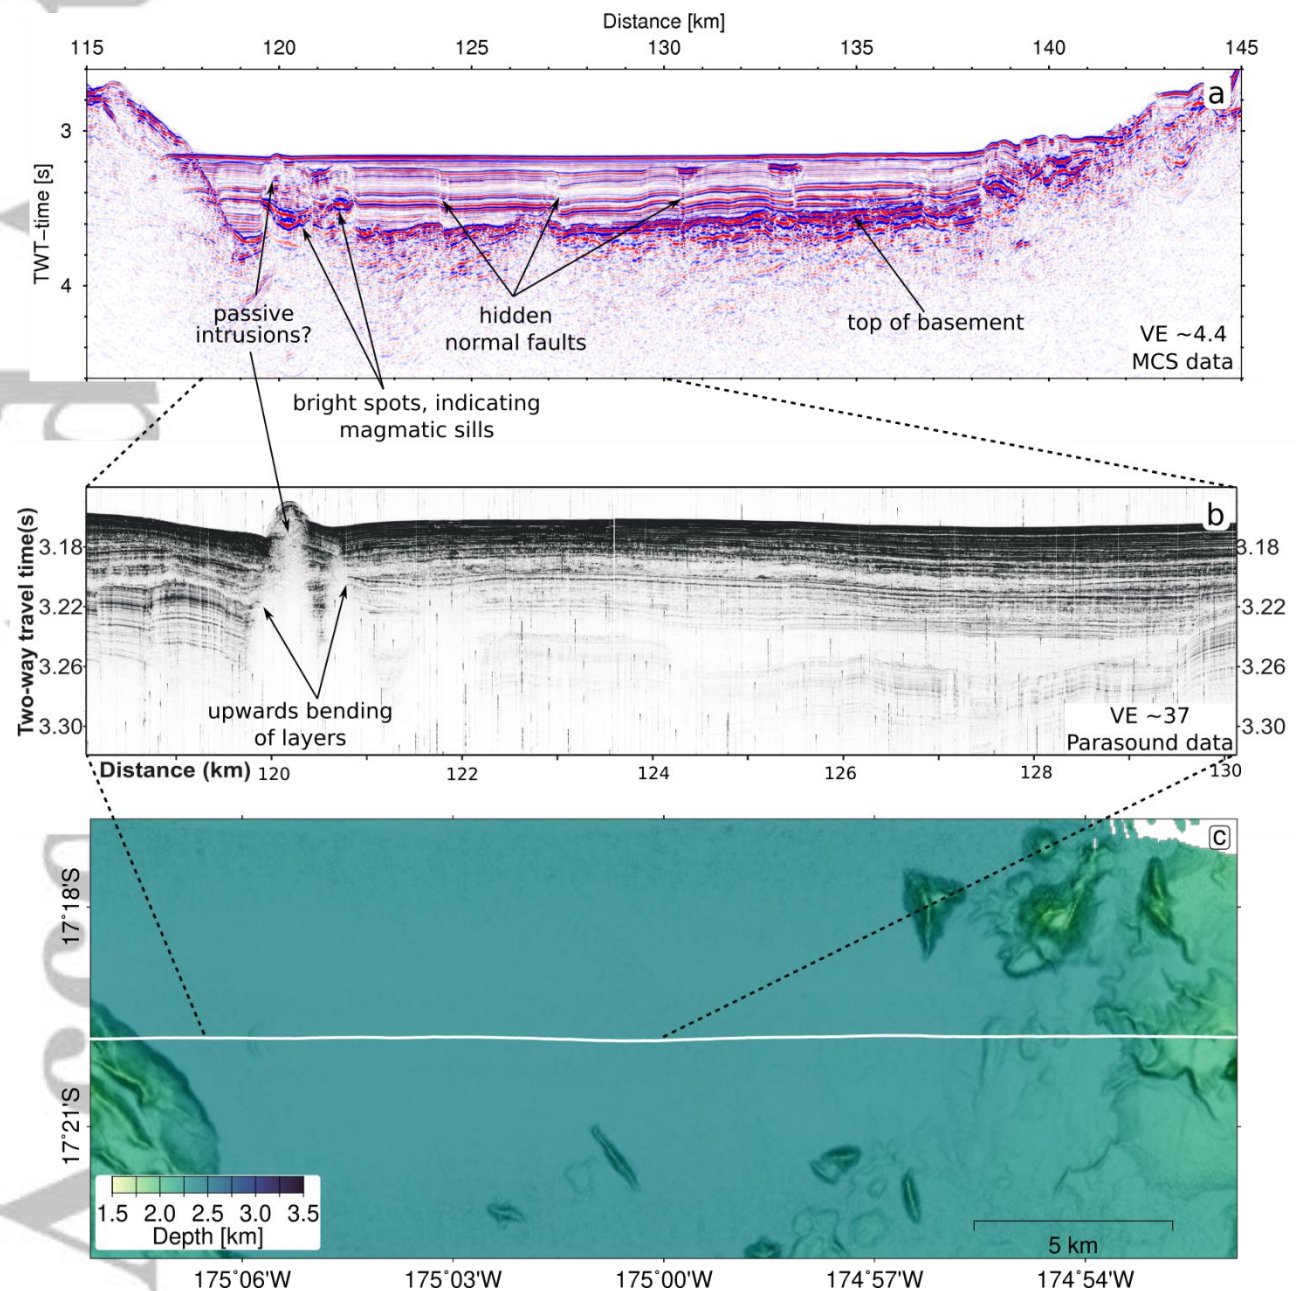 Distance [km]
115 120 125 130 135 140 145
a
3
TWT–time [s]
4
passive
intrusions?
hidden
normal faults
top of basement
VE ~4.4
MCS data
bright spots, indicating
magmatic sills
b
3.18 3.18
3.22 3.22
3.26 3.26
3.30 3.30
Two-way travel time(s)
upwards bending
of layers
VE ~37
Parasound data
Distance (km) 120 122 124 126 128 130
c
17°18'S
17°21'S
1.5 2.0 2.5 3.0 3.5
Depth [km]
5 km
175°06'W 175°03'W 175°00'W 174°57'W 174°54'W